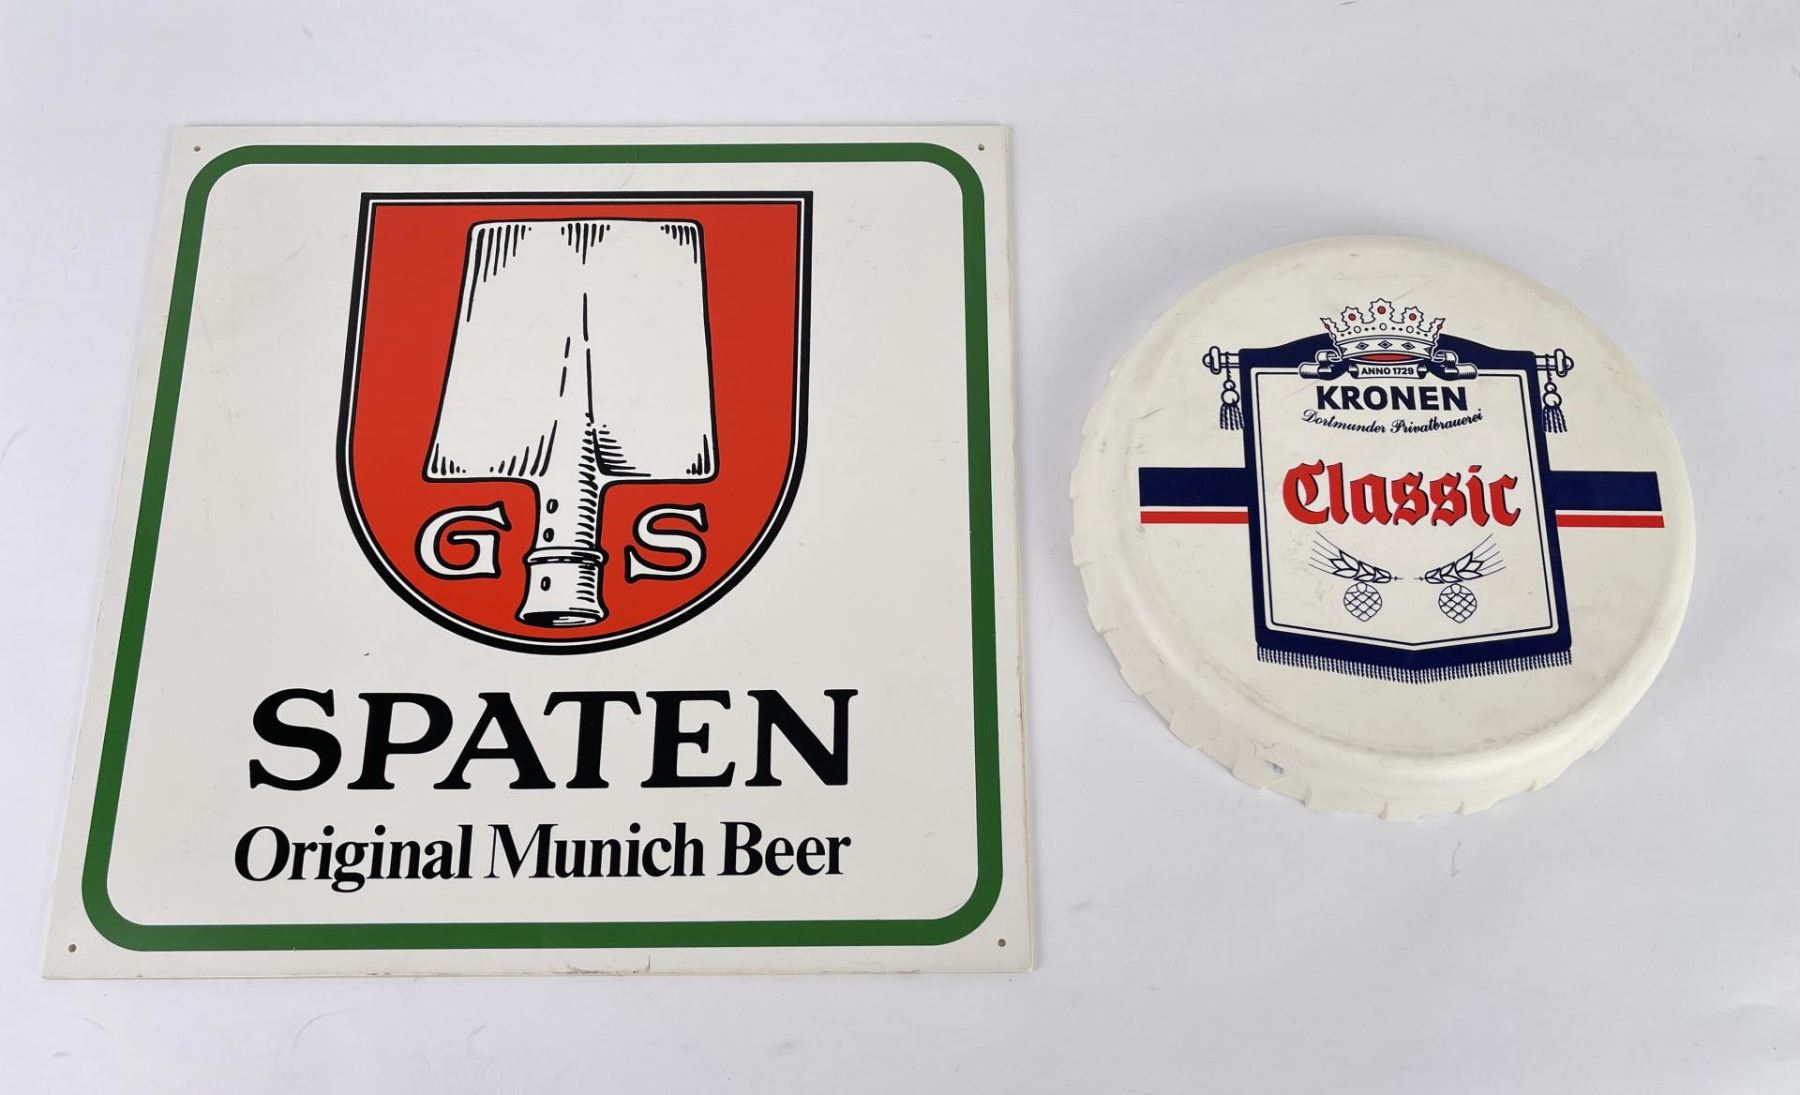 G S
SPATEN
Original Munich Beer
ANNO 1729
KRONEN
Dortmunder Privatbrauerei
Classic